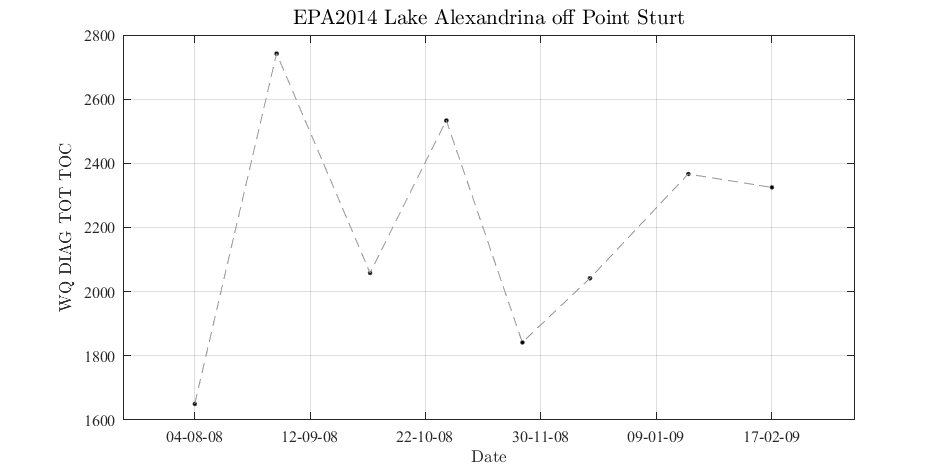 EPA2014 Lake Alexandrina off Point Sturt
2800
2600
2400
2200
2000
1800
1600
WQ DIAG TOT TOC
04-08-08 12-09-08 22-10-08 30-11-08 09-01-09 17-02-09
Date